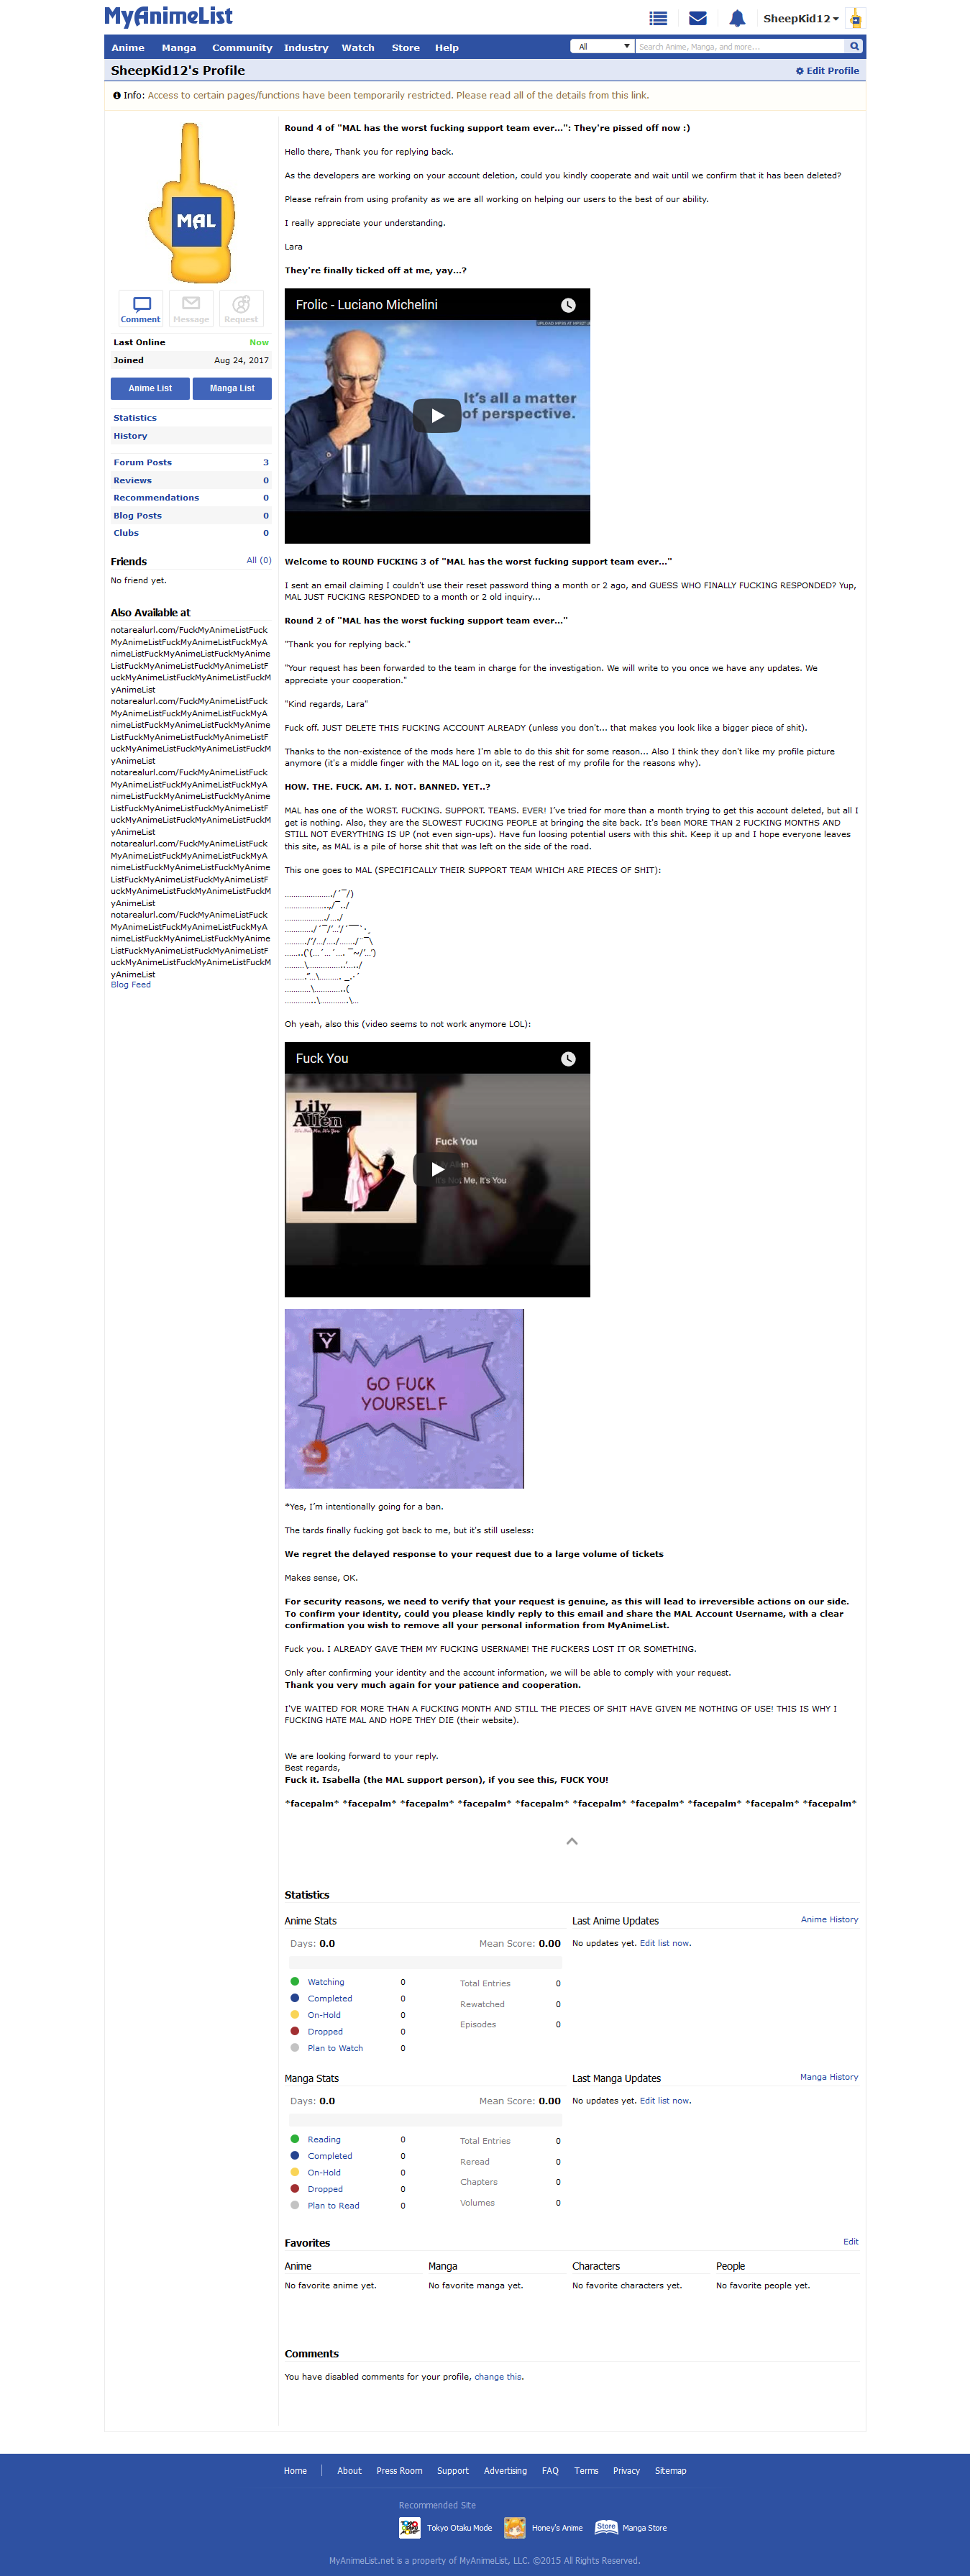 MyAnimeList
SheepKid12
Anime Manga Community Industry Watch Store Help
All
Search Anime, Manga, and more...
SheepKid12's Profile
Edit Profile
Info: Access to certain pages/functions have been temporarily restricted. Please read all of the details from this link.
MAL
Comment Message Request
Last Online Now
Joined Aug 24, 2017
Anime List Manga List
Statistics
History
Forum Posts 3
Reviews 0
Recommendations 0
Blog Posts 0
Clubs 0
Friends All (0)
No friend yet.
Also Available at
notarealurl.com/FuckMyAnimeListFuck
MyAnimeListFuckMyAnimeListFuckMyA
nimeListFuckMyAnimeListFuckMyAnime
ListFuckMyAnimeListFuckMyAnimeListF
uckMyAnimeListFuckMyAnimeListFuckM
yAnimeList
notarealurl.com/FuckMyAnimeListFuck
MyAnimeListFuckMyAnimeListFuckMyA
nimeListFuckMyAnimeListFuckMyAnime
ListFuckMyAnimeListFuckMyAnimeListF
uckMyAnimeListFuckMyAnimeListFuckM
yAnimeList
notarealurl.com/FuckMyAnimeListFuck
MyAnimeListFuckMyAnimeListFuckMyA
nimeListFuckMyAnimeListFuckMyAnime
ListFuckMyAnimeListFuckMyAnimeListF
uckMyAnimeListFuckMyAnimeListFuckM
yAnimeList
notarealurl.com/FuckMyAnimeListFuck
MyAnimeListFuckMyAnimeListFuckMyA
nimeListFuckMyAnimeListFuckMyAnime
ListFuckMyAnimeListFuckMyAnimeListF
uckMyAnimeListFuckMyAnimeListFuckM
yAnimeList
notarealurl.com/FuckMyAnimeListFuck
MyAnimeListFuckMyAnimeListFuckMyA
nimeListFuckMyAnimeListFuckMyAnime
ListFuckMyAnimeListFuckMyAnimeListF
uckMyAnimeListFuckMyAnimeListFuckM
yAnimeList
Blog Feed
Round 4 of "MAL has the worst fucking support team ever...": They're pissed off now :)
Hello there, Thank you for replying back.
As the developers are working on your account deletion, could you kindly cooperate and wait until we confirm that it has been deleted?
Please refrain from using profanity as we are all working on helping our users to the best of our ability.
I really appreciate your understanding.
Lara
They're finally ticked off at me, yay...?
Frolic - Luciano Michelini
It's all a matter
of perspective.
Welcome to ROUND FUCKING 3 of "MAL has the worst fucking support team ever..."
I sent an email claiming I couldn't use their reset password thing a month or 2 ago, and GUESS WHO FINALLY FUCKING RESPONDED? Yup,
MAL JUST FUCKING RESPONDED to a month or 2 old inquiry...
Round 2 of "MAL has the worst fucking support team ever..."
"Thank you for replying back."
"Your request has been forwarded to the team in charge for the investigation. We will write to you once we have any updates. We
appreciate your cooperation."
"Kind regards, Lara"
Fuck off. JUST DELETE THIS FUCKING ACCOUNT ALREADY (unless you don't... that makes you look like a bigger piece of shit).
Thanks to the non-existence of the mods here I'm able to do this shit for some reason... Also I think they don't like my profile picture
anymore (it's a middle finger with the MAL logo on it, see the rest of my profile for the reasons why).
HOW. THE. FUCK. AM. I. NOT. BANNED. YET..?
MAL has one of the WORST. FUCKING. SUPPORT. TEAMS. EVER! I've tried for more than a month trying to get this account deleted, but all I
get is nothing. Also, they are the SLOWEST FUCKING PEOPLE at bringing the site back. It's been MORE THAN 2 FUCKING MONTHS AND
STILL NOT EVERYTHING IS UP (not even sign-ups). Have fun loosing potential users with this shit. Keep it up and I hope everyone leaves
this site, as MAL is a pile of horse shit that was left on the side of the road.
This one goes to MAL (SPECIFICALLY THEIR SUPPORT TEAM WHICH ARE PIECES OF SHIT):
Oh yeah, also this (video seems to not work anymore LOL):
Fuck You
Lily
Allen
It's Not Me, It's You
Fuck You
Allen
It's Not Me, It's You
TV
Y
GO FUCK
YOURSELF
*Yes, I'm intentionally going for a ban.
The tards finally fucking got back to me, but it's still useless:
We regret the delayed response to your request due to a large volume of tickets
Makes sense, OK.
For security reasons, we need to verify that your request is genuine, as this will lead to irreversible actions on our side.
To confirm your identity, could you please kindly reply to this email and share the MAL Account Username, with a clear
confirmation you wish to remove all your personal information from MyAnimeList.
Fuck you. I ALREADY GAVE THEM MY FUCKING USERNAME! THE FUCKERS LOST IT OR SOMETHING.
Only after confirming your identity and the account information, we will be able to comply with your request.
Thank you very much again for your patience and cooperation.
I'VE WAITED FOR MORE THAN A FUCKING MONTH AND STILL THE PIECES OF SHIT HAVE GIVEN ME NOTHING OF USE! THIS IS WHY I
FUCKING HATE MAL AND HOPE THEY DIE (their website).
We are looking forward to your reply.
Best regards,
Fuck it. Isabella (the MAL support person), if you see this, FUCK YOU!
*facepalm* *facepalm* *facepalm* *facepalm* *facepalm* *facepalm* *facepalm* *facepalm* *facepalm* *facepalm*
Statistics
Anime Stats
Days: 0.0 Mean Score: 0.00
Watching 0 Total Entries 0
Completed 0 Rewatched 0
On-Hold 0 Episodes 0
Dropped 0
Plan to Watch 0
Last Anime Updates Anime History
No updates yet. Edit list now.
Manga Stats
Days: 0.0 Mean Score: 0.00
Reading 0 Total Entries 0
Completed 0 Reread 0
On-Hold 0 Chapters 0
Dropped 0 Volumes 0
Plan to Read 0
Last Manga Updates Manga History
No updates yet. Edit list now.
Favorites Edit
Anime Manga Characters People
No favorite anime yet. No favorite manga yet. No favorite characters yet. No favorite people yet.
Comments
You have disabled comments for your profile, change this.
Home About Press Room Support Advertising FAQ Terms Privacy Sitemap
Recommended Site
Tokyo Otaku Mode Honey's Anime Store Manga Store
MyAnimeList.net is a property of MyAnimeList, LLC. ©2015 All Rights Reserved.